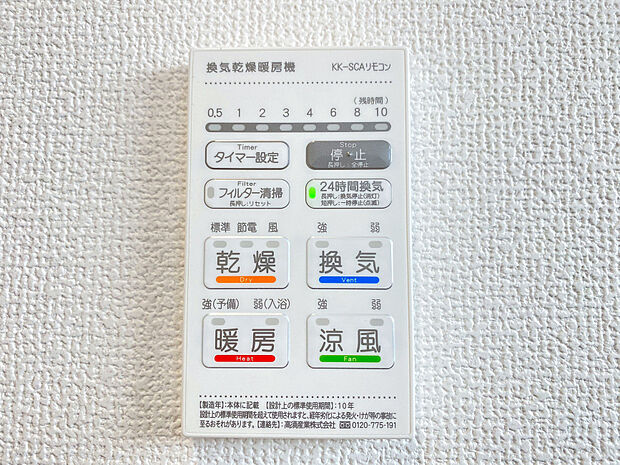 換気乾燥暖房機 KK-SCAリモコン
(残時間)
0.5 1 2 3 4 6 8 10
Timer
タイマー設定
Stop
停・止
長押し:全停止
Filter
フィルター清掃
長押し:リセット
24時間換気
長押し:換気停止(消灯)
短押し:一時停止(点滅)
標準 節電 風 強 弱
乾燥 換気
Dry Vent
強(予備) 弱(入浴) 強 弱
暖房 涼風
Heat Fan
【製造年】:本体に記載 【設計上の標準使用期間】:10年
設計上の標準使用期間を超えて使用されますと、経年劣化による発火・けが等の事故に
至るおそれがあります。【連絡先】:高須産業株式会社 0120-775-191